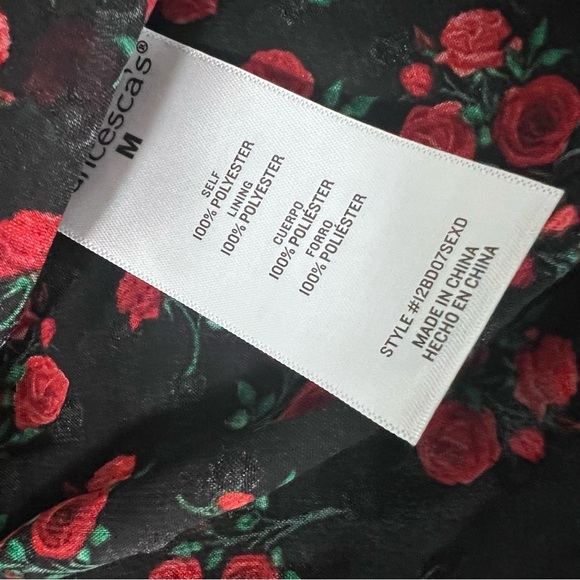 ncesca's®
M
SELF
100% POLYESTER
LINING
100% POLYESTER
CUERPO
100% POLIÉSTER
FORRO
100% POLIÉSTER
STYLE #12BD07SEXD
MADE IN CHINA
HECHO EN CHINA